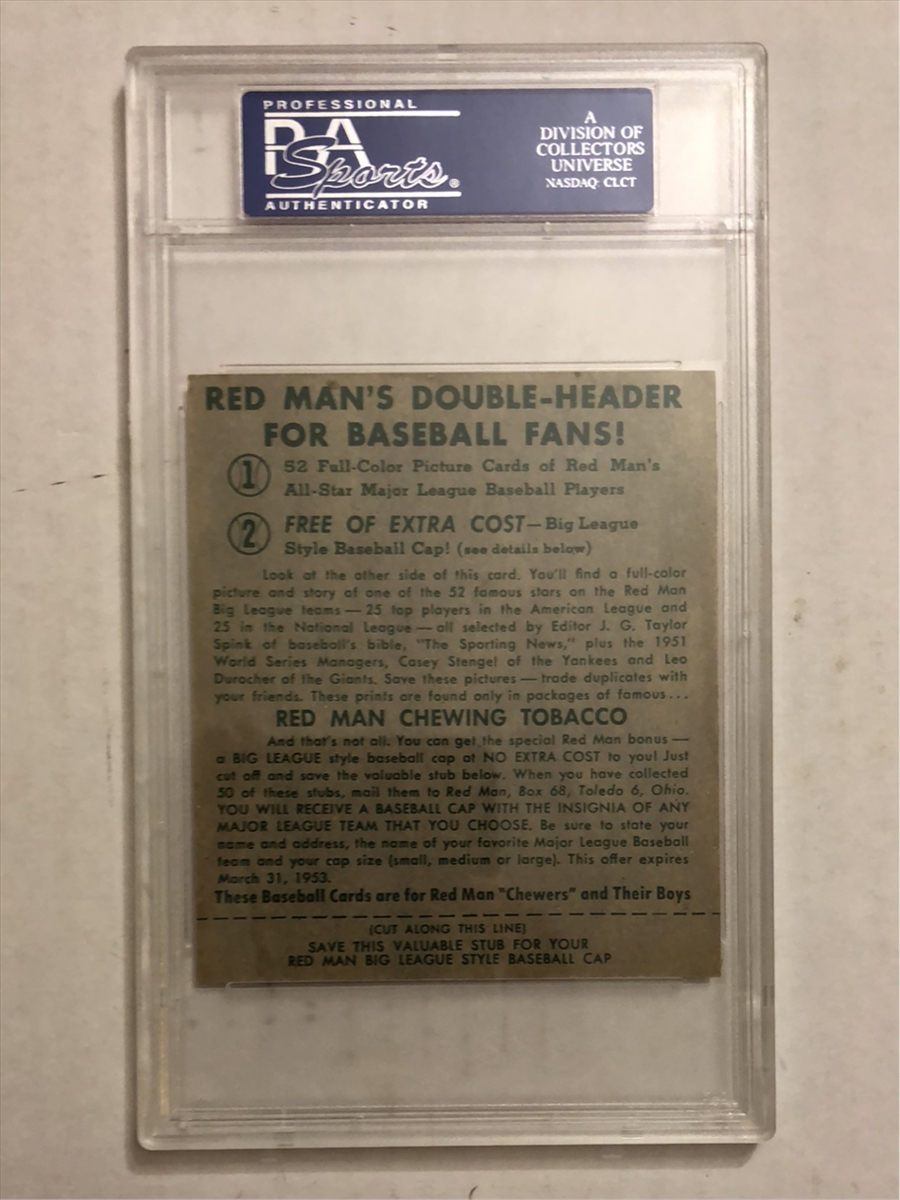 PROFESSIONAL
PSA
Sports®
AUTHENTICATOR
A
DIVISION OF
COLLECTORS
UNIVERSE
NASDAQ: CLCT
RED MAN'S DOUBLE-HEADER
FOR BASEBALL FANS!
1 52 Full-Color Picture Cards of Red Man's
All-Star Major League Baseball Players
2 FREE OF EXTRA COST—Big League
Style Baseball Cap! (see details below)
Look at the other side of this card. You'll find a full-color
picture and story of one of the 52 famous stars on the Red Man
Big League teams — 25 top players in the American League and
25 in the National League — all selected by Editor J. G. Taylor
Spink of baseball's bible, "The Sporting News," plus the 1951
World Series Managers, Casey Stengel of the Yankees and Leo
Durocher of the Giants. Save these pictures — trade duplicates with
your friends. These prints are found only in packages of famous...
RED MAN CHEWING TOBACCO
And that's not all. You can get the special Red Man bonus —
a BIG LEAGUE style baseball cap at NO EXTRA COST to you! Just
cut off and save the valuable stub below. When you have collected
50 of these stubs, mail them to Red Man, Box 68, Toledo 6, Ohio.
YOU WILL RECEIVE A BASEBALL CAP WITH THE INSIGNIA OF ANY
MAJOR LEAGUE TEAM THAT YOU CHOOSE. Be sure to state your
name and address, the name of your favorite Major League Baseball
team and your cap size (small, medium or large). This offer expires
March 31, 1953.
These Baseball Cards are for Red Man "Chewers" and Their Boys
(CUT ALONG THIS LINE)
SAVE THIS VALUABLE STUB FOR YOUR
RED MAN BIG LEAGUE STYLE BASEBALL CAP